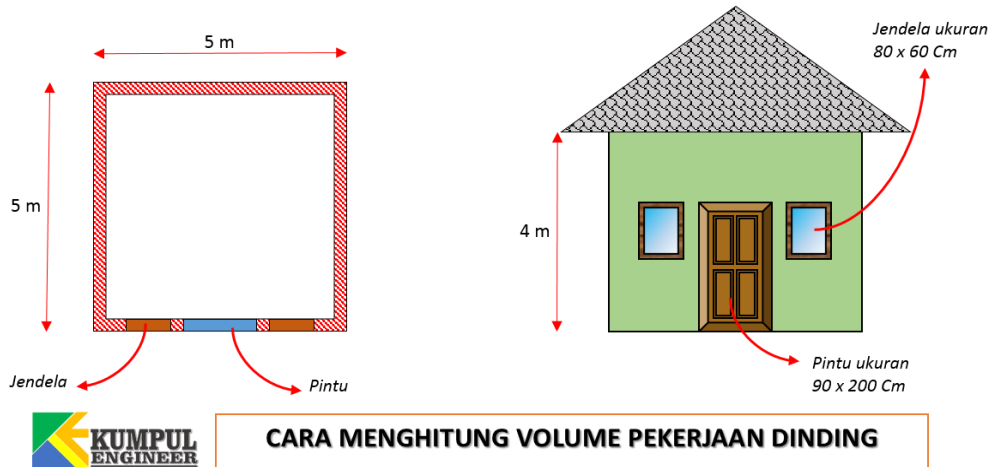 5 m
5 m
Jendela
Pintu
Jendela ukuran
80 x 60 Cm
4 m
Pintu ukuran
90 x 200 Cm
KUMPUL
ENGINEER
CARA MENGHITUNG VOLUME PEKERJAAN DINDING